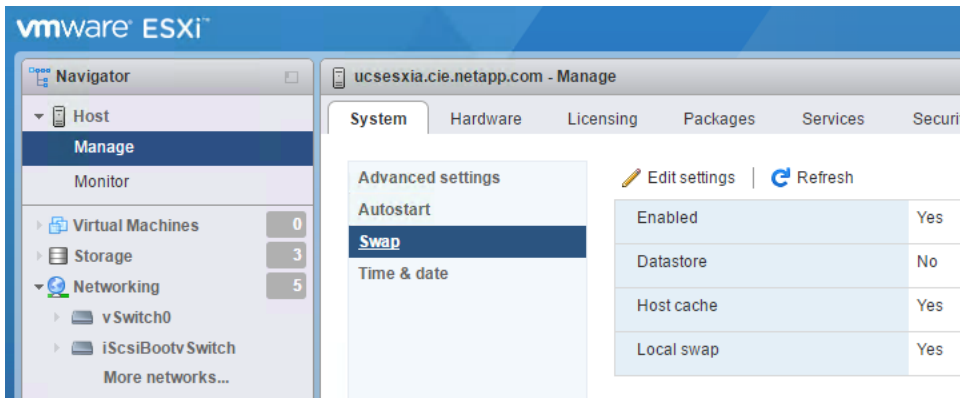 vmware ESXi™
Navigator
Host
Manage
Monitor
Virtual Machines 0
Storage 3
Networking 5
vSwitch0
iScsiBootvSwitch
More networks...
ucsesxia.cie.netapp.com - Manage
System Hardware Licensing Packages Services Securi
Advanced settings
Autostart
Swap
Time & date
Edit settings Refresh
Enabled Yes
Datastore No
Host cache Yes
Local swap Yes